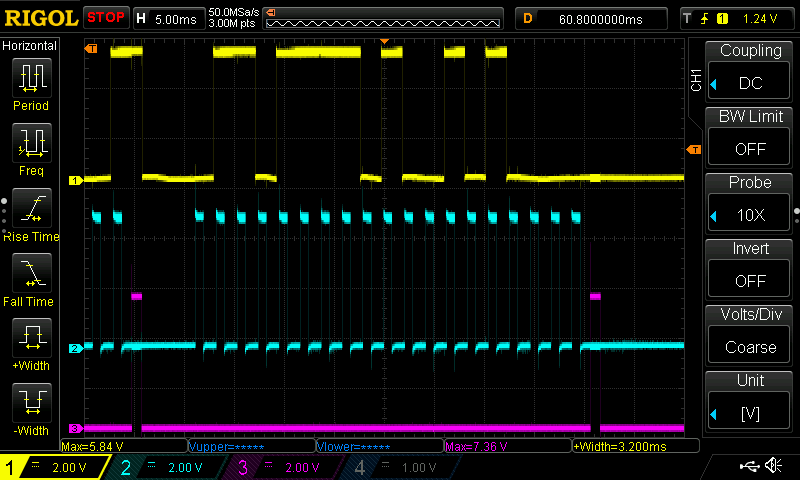 RIGOL STOP H 5.00ms 50.0MSa/s 3.00M pts D 60.8000000ms T 1 1.24 V
Horizontal
Period
Freq
Rise Time
Fall Time
+Width
-Width
T
1
2
3
T
CH1
Coupling
DC
BW Limit
OFF
Probe
10X
Invert
OFF
Volts/Div
Coarse
Unit
[V]
Max=5.84 V Vupper=***** Vlower=***** Max=7.36 V +Width=3.200ms
1 2.00 V 2 2.00 V 3 2.00 V 4 1.00 V